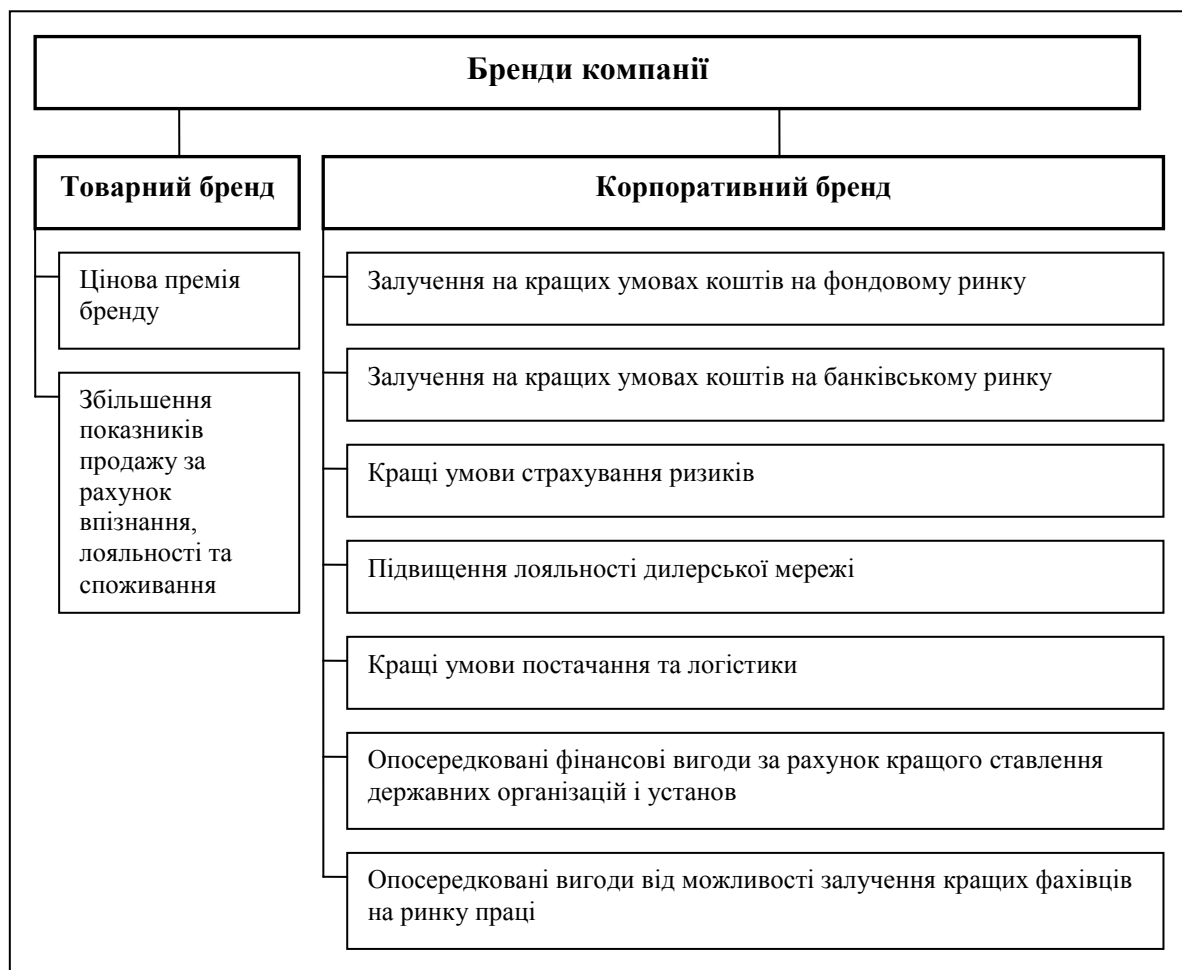 Бренди компанії
Товарний бренд
Цінова премія
бренду
Збільшення
показників
продажу за
рахунок
впізнання,
лояльності та
споживання
Корпоративний бренд
Залучення на кращих умовах коштів на фондовому ринку
Залучення на кращих умовах коштів на банківському ринку
Кращі умови страхування ризиків
Підвищення лояльності дилерської мережі
Кращі умови постачання та логістики
Опосередковані фінансові вигоди за рахунок кращого ставлення
державних організацій і установ
Опосередковані вигоди від можливості залучення кращих фахівців
на ринку праці